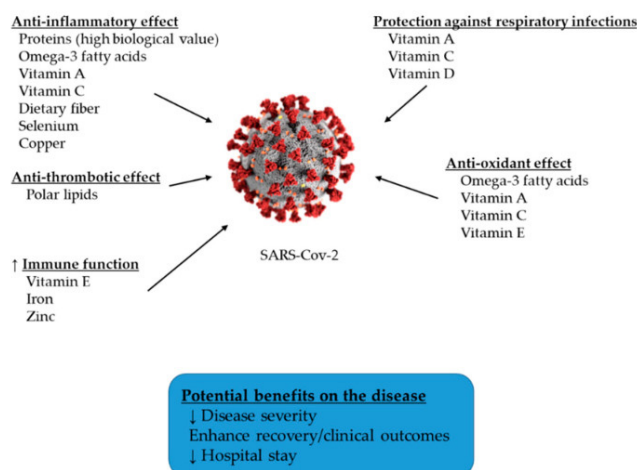 Anti-inflammatory effect
Proteins (high biological value)
Omega-3 fatty acids
Vitamin A
Vitamin C
Dietary fiber
Selenium
Copper
Anti-thrombotic effect
Polar lipids
↑ Immune function
Vitamin E
Iron
Zinc
Protection against respiratory infections
Vitamin A
Vitamin C
Vitamin D
Anti-oxidant effect
Omega-3 fatty acids
Vitamin A
Vitamin C
Vitamin E
SARS-Cov-2
Potential benefits on the disease
↓ Disease severity
Enhance recovery/clinical outcomes
↓ Hospital stay